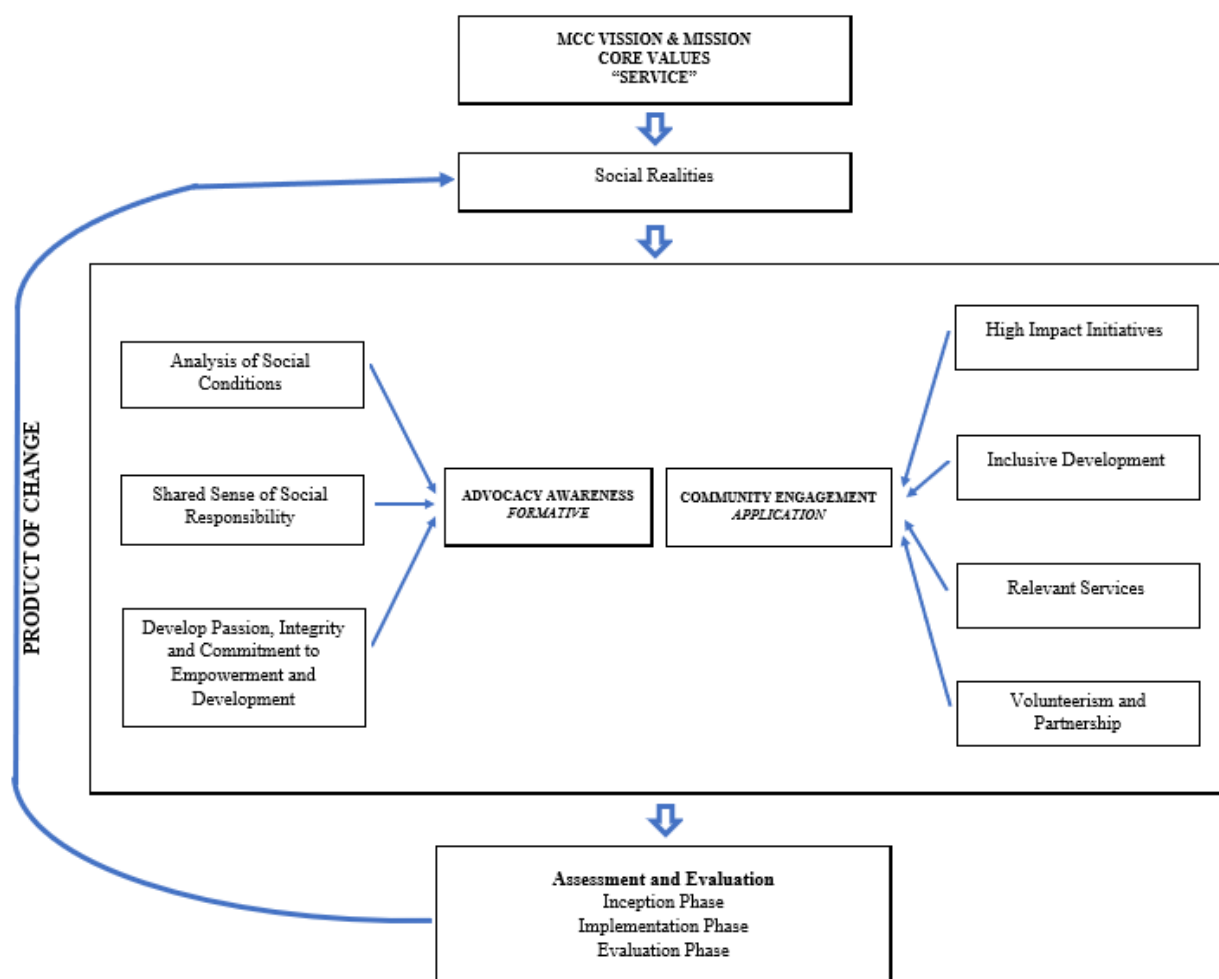 MCC VISSION & MISSION
CORE VALUES
“SERVICE”
Social Realities
PRODUCT OF CHANGE
Analysis of Social
Conditions
Shared Sense of Social
Responsibility
Develop Passion, Integrity
and Commitment to
Empowerment and
Development
ADVOCACY AWARENESS
FORMATIVE
COMMUNITY ENGAGEMENT
APPLICATION
High Impact Initiatives
Inclusive Development
Relevant Services
Volunteerism and
Partnership
Assessment and Evaluation
Inception Phase
Implementation Phase
Evaluation Phase